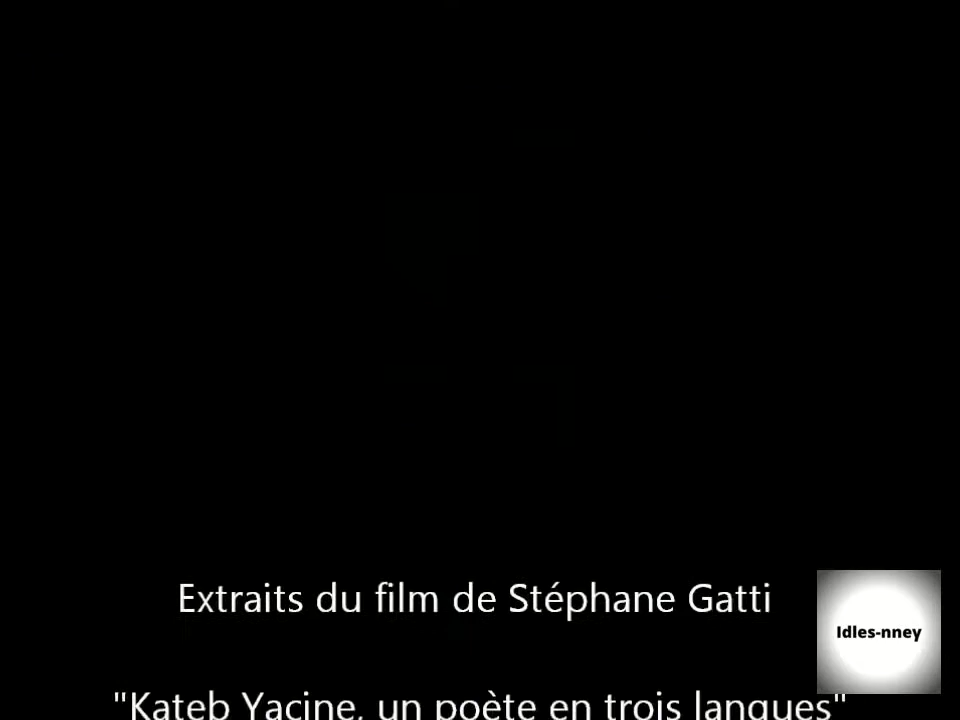 Extraits du film de Stéphane Gatti
Idles-nney
"Kateb Yacine, un poète en trois langues"